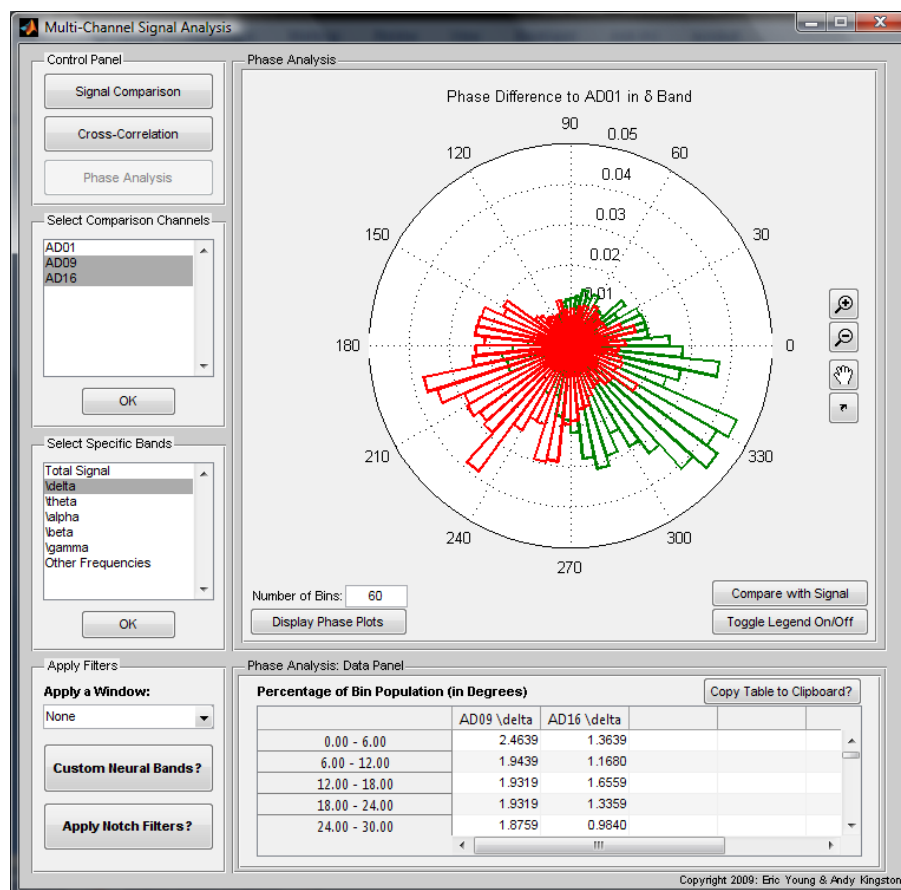 Multi-Channel Signal Analysis
Control Panel
Signal Comparison
Cross-Correlation
Phase Analysis
Select Comparison Channels
AD01
AD09
AD16
OK
Select Specific Bands
Total Signal
\delta
\theta
\alpha
\beta
\gamma
Other Frequencies
OK
Apply Filters
Apply a Window:
None
Custom Neural Bands?
Apply Notch Filters?
Phase Analysis
Phase Difference to AD01 in δ Band
90
0.05
120
60
0.04
0.03
150
30
0.02
0.01
180
0
210
330
240
300
270
Number of Bins: 60
Display Phase Plots
Compare with Signal
Toggle Legend On/Off
Phase Analysis: Data Panel
Percentage of Bin Population (in Degrees)
Copy Table to Clipboard?
AD09 \delta AD16 \delta
0.00 - 6.00 2.4639 1.3639
6.00 - 12.00 1.9439 1.1680
12.00 - 18.00 1.9319 1.6559
18.00 - 24.00 1.9319 1.3359
24.00 - 30.00 1.8759 0.9840
Copyright 2009: Eric Young & Andy Kingston